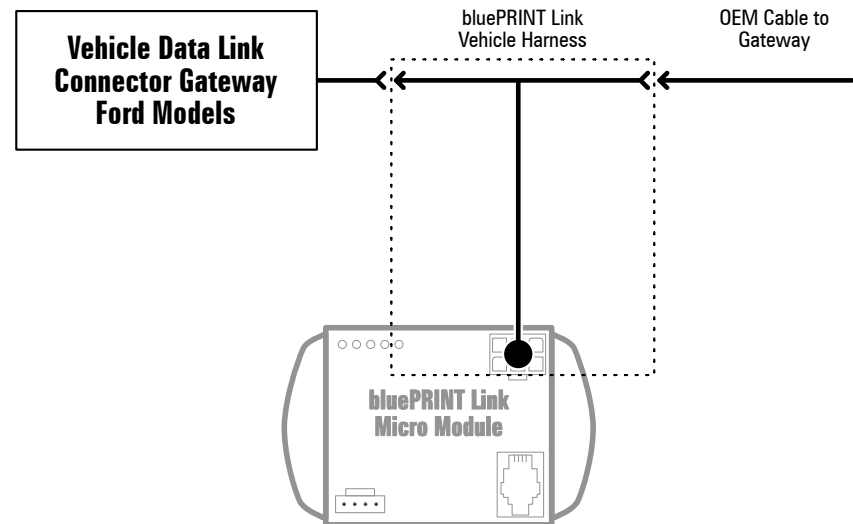 bluePRINT Link
Vehicle Harness
OEM Cable to
Gateway
Vehicle Data Link
Connector Gateway
Ford Models
bluePRINT Link
Micro Module